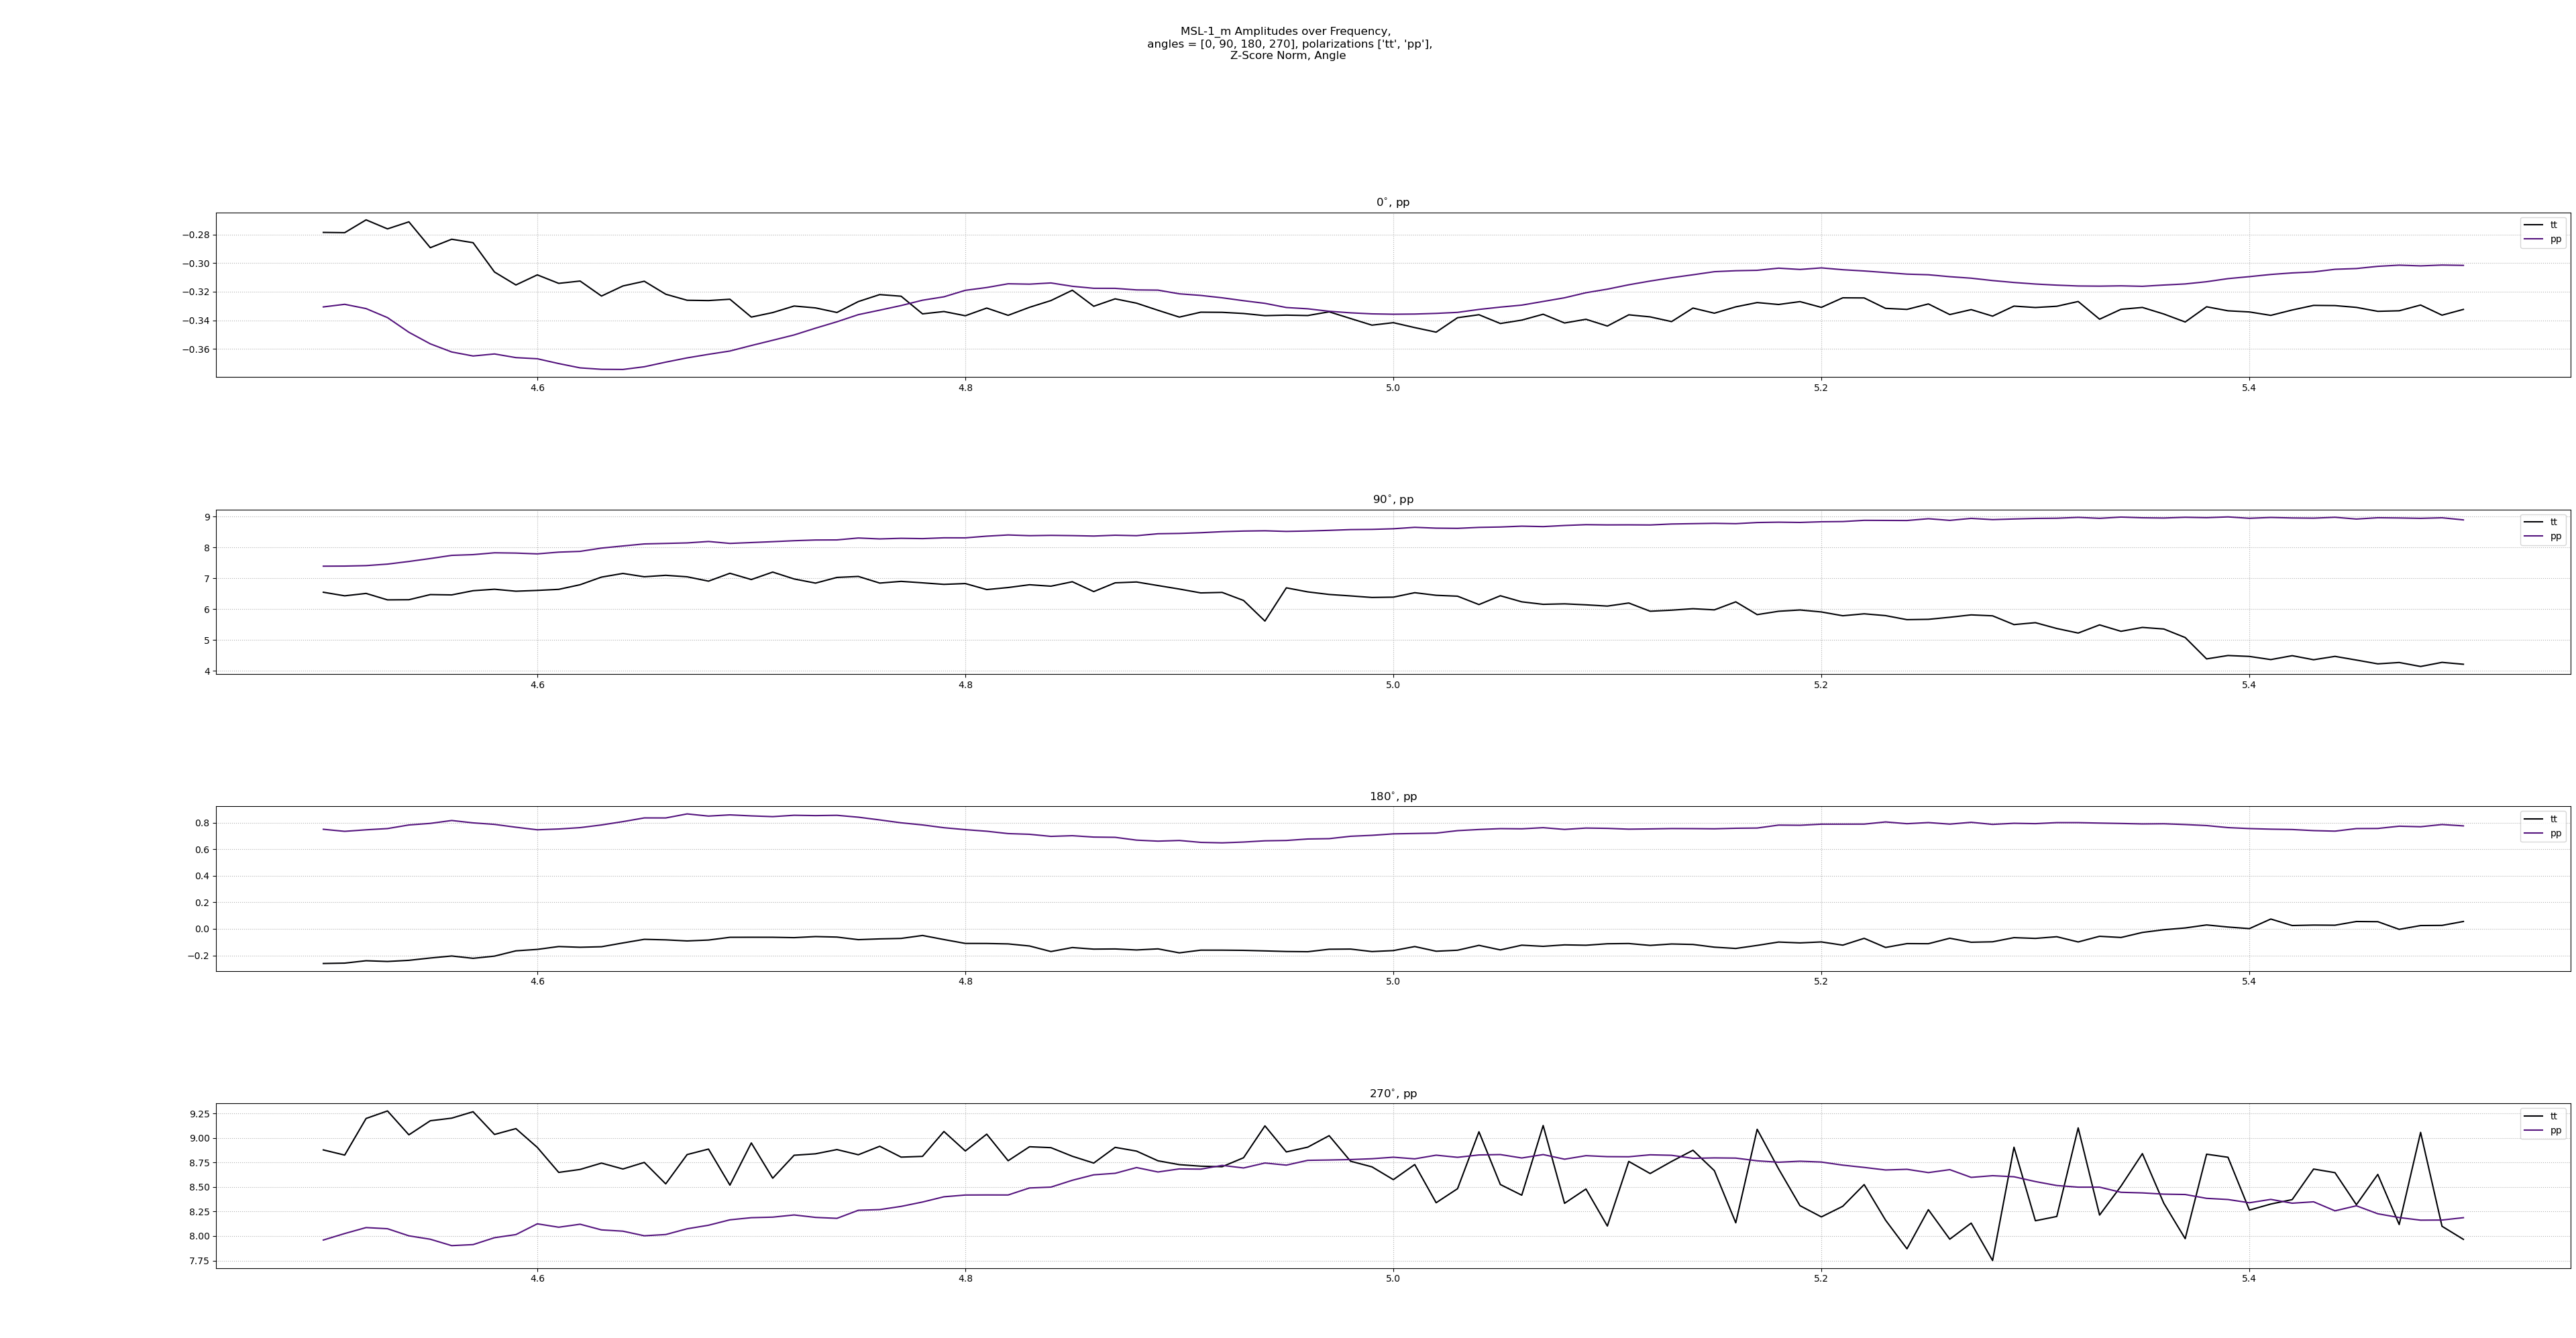 MSL-1_m Amplitudes over Frequency,
angles = [0, 90, 180, 270], polarizations ['tt', 'pp'],
Z-Score Norm, Angle
0°, pp
−0.28
−0.30
−0.32
−0.34
−0.36
tt
pp
4.6 4.8 5.0 5.2 5.4
90°, pp
9
8
7
6
5
4
tt
pp
4.6 4.8 5.0 5.2 5.4
180°, pp
0.8
0.6
0.4
0.2
0.0
−0.2
tt
pp
4.6 4.8 5.0 5.2 5.4
270°, pp
9.25
9.00
8.75
8.50
8.25
8.00
7.75
tt
pp
4.6 4.8 5.0 5.2 5.4